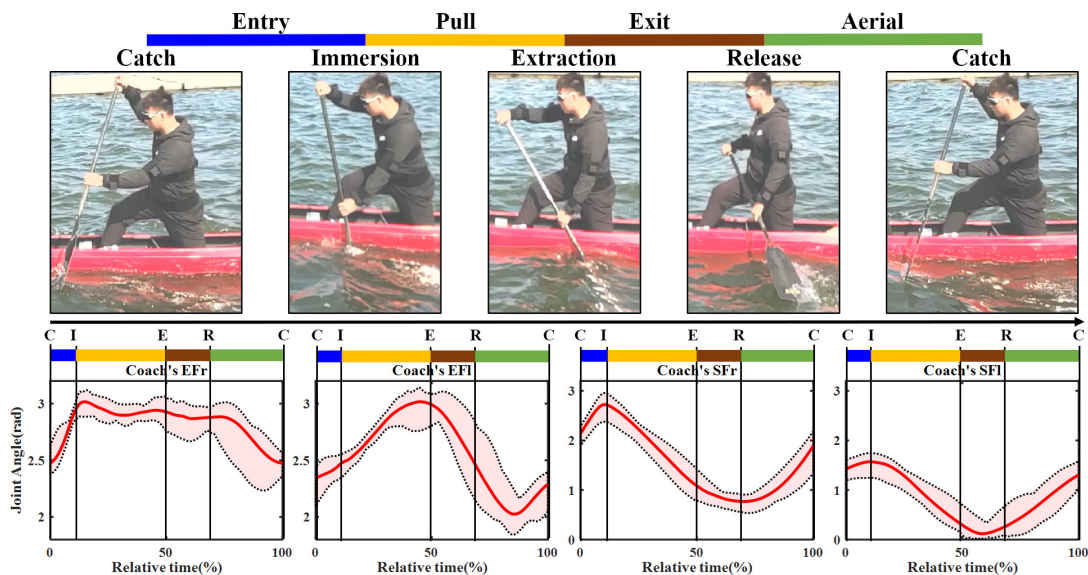 Entry Pull Exit Aerial
Catch Immersion Extraction Release Catch
C I E R C C I E R C C I E R C C I E R C
Coach's EFr Coach's EFl Coach's SFr Coach's SFl
Joint Angle(rad)
3 3 3 3
2.5 2.5 2 2
2 2 1 1
0 0
0 50 100 0 50 100 0 50 100 0 50 100
Relative time(%) Relative time(%) Relative time(%) Relative time(%)